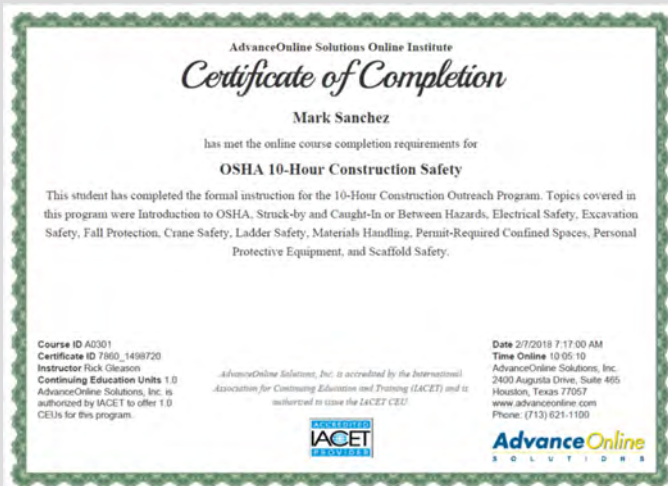 AdvanceOnline Solutions Online Institute
Certificate of Completion
Mark Sanchez
has met the online course completion requirements for
OSHA 10-Hour Construction Safety
This student has completed the formal instruction for the 10-Hour Construction Outreach Program. Topics covered in
this program were Introduction to OSHA, Struck-by and Caught-In or Between Hazards, Electrical Safety, Excavation
Safety, Fall Protection, Crane Safety, Ladder Safety, Materials Handling, Permit-Required Confined Spaces, Personal
Protective Equipment, and Scaffold Safety.
Course ID A0301
Certificate ID 7860_1498720
Instructor Rick Gleason
Continuing Education Units 1.0
AdvanceOnline Solutions, Inc. is
authorized by IACET to offer 1.0
CEUs for this program.
AdvanceOnline Solutions, Inc. is accredited by the International
Association for Continuing Education and Training (IACET) and is
authorized to issue the IACET CEU.
ACCREDITED
IACET
PROVIDER
Date 2/7/2018 7:17:00 AM
Time Online 10:05:10
AdvanceOnline Solutions, Inc.
2400 Augusta Drive, Suite 465
Houston, Texas 77057
www.advanceonline.com
Phone: (713) 621-1100
AdvanceOnline
SOLUTIONS